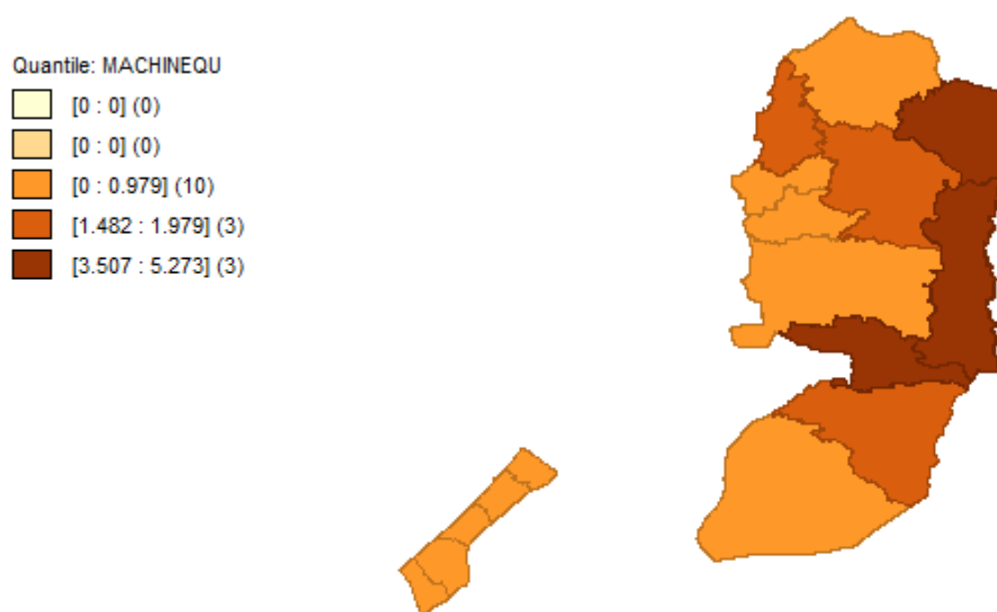 Quantile: MACHINEQU
[0 : 0] (0)
[0 : 0] (0)
[0 : 0.979] (10)
[1.482 : 1.979] (3)
[3.507 : 5.273] (3)